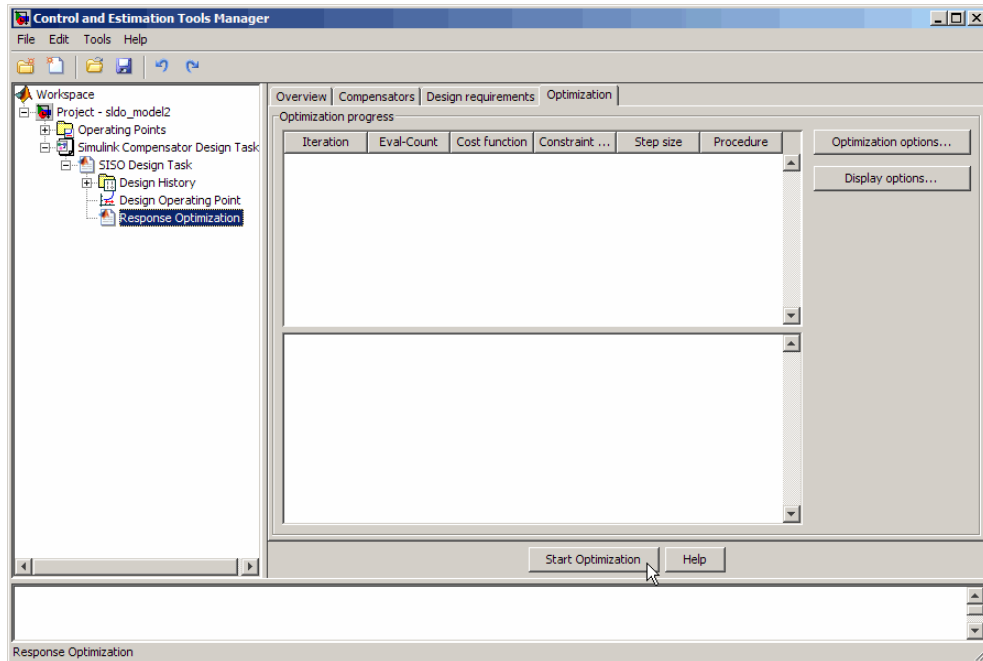 Control and Estimation Tools Manager
File Edit Tools Help
Workspace
Project - sldo_model2
Operating Points
Simulink Compensator Design Task
SISO Design Task
Design History
Design Operating Point
Response Optimization
Overview Compensators Design requirements Optimization
Optimization progress
Iteration Eval-Count Cost function Constraint ... Step size Procedure
Optimization options...
Display options...
Start Optimization Help
Response Optimization